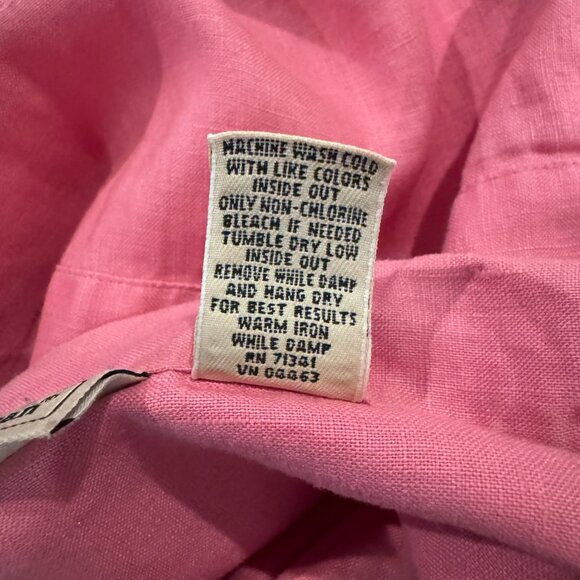 MACHINE WASH COLD
WITH LIKE COLORS
INSIDE OUT
ONLY NON-CHLORINE
BLEACH IF NEEDED
TUMBLE DRY LOW
INSIDE OUT
REMOVE WHILE DAMP
AND HANG DRY
FOR BEST RESULTS
WARM IRON
WHILE DAMP
RN 71341
VN 04463